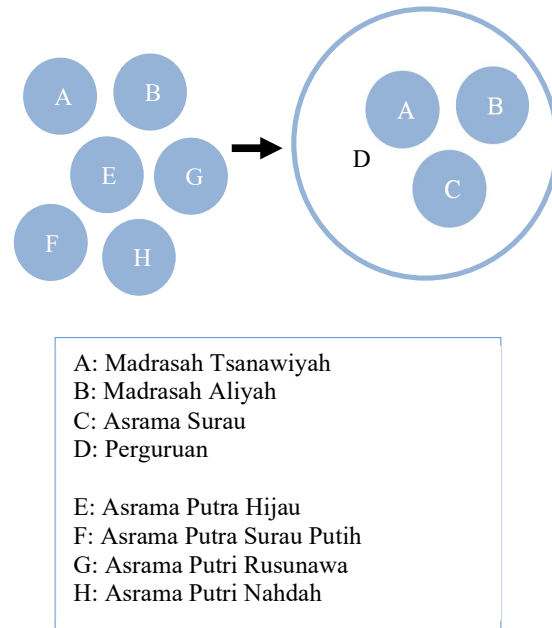 A
B
E
G
F
H
A
B
D
C
A: Madrasah Tsanawiyah
B: Madrasah Aliyah
C: Asrama Surau
D: Perguruan
E: Asrama Putra Hijau
F: Asrama Putra Surau Putih
G: Asrama Putri Rusunawa
H: Asrama Putri Nahdah